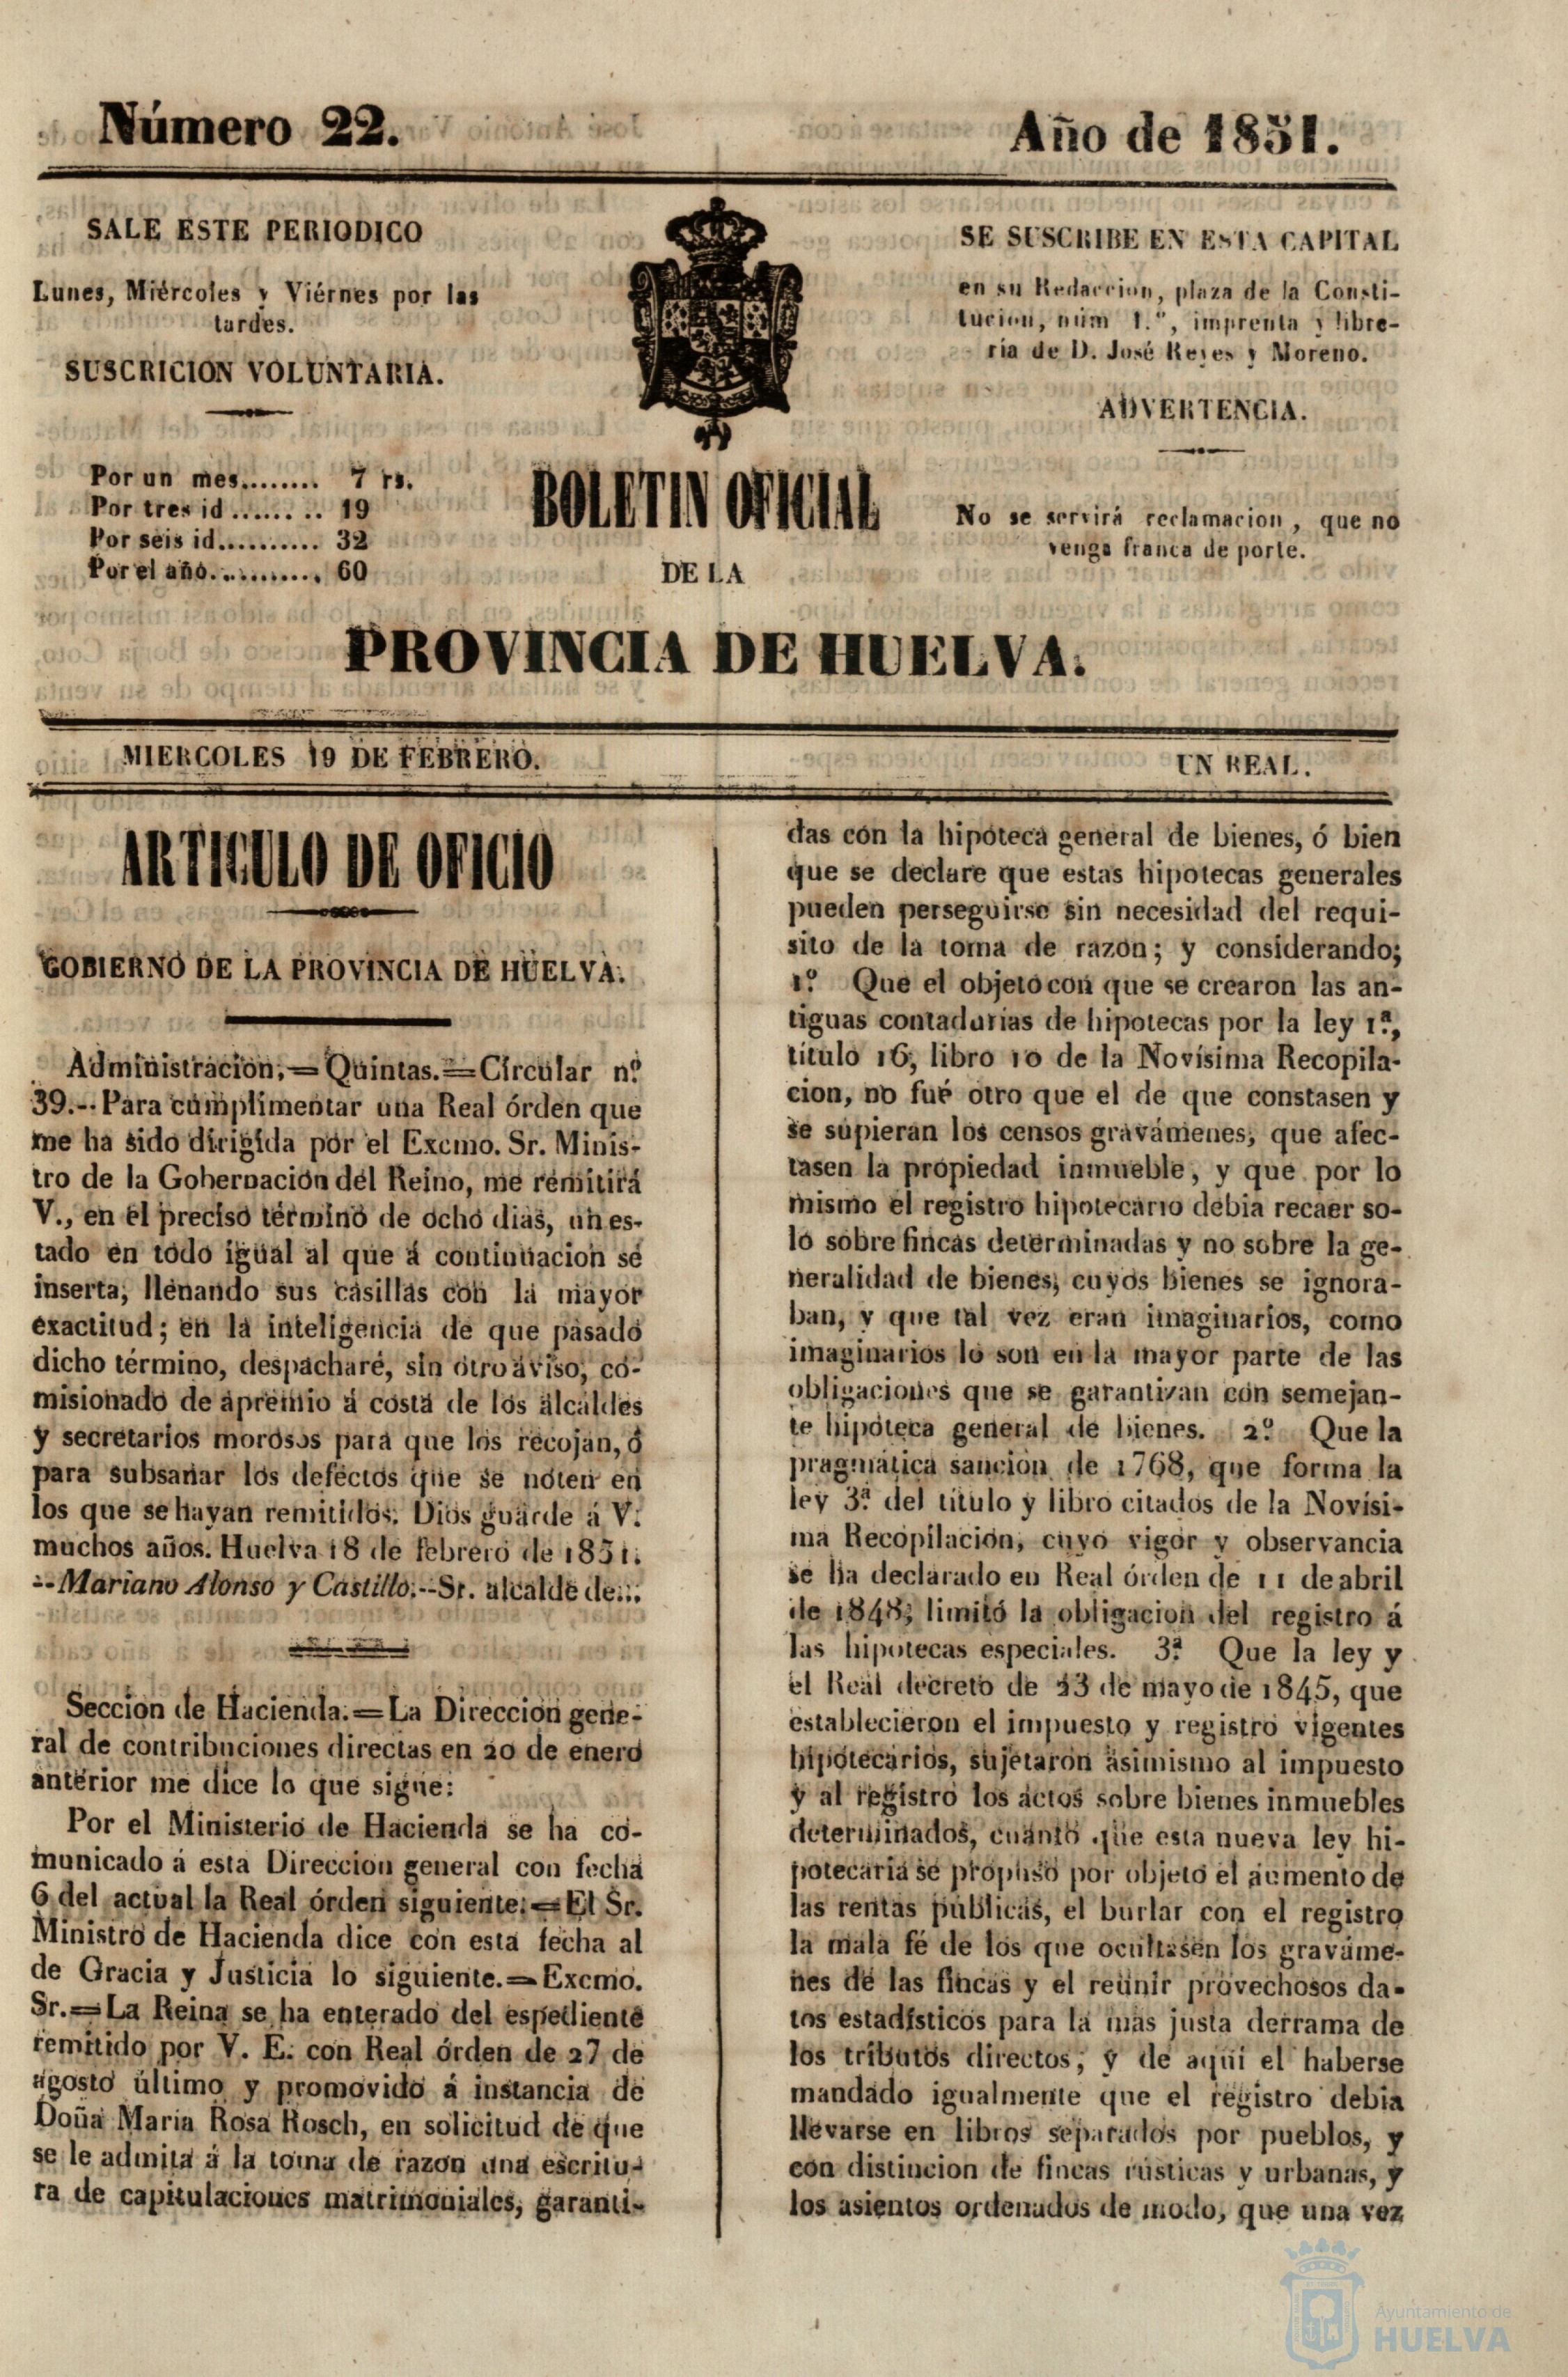 Número 22.
Año de 1851.
SALE ESTE PERIODICO
Lunes, Miércoles y Viérnes por las
tardes.
SUSCRICION VOLUNTARIA.
Por un mes........ 7 rs.
Por tres id ........ 19
Por seis id.......... 32
Por el año.......... 60
BOLETIN OFICIAL
DE LA
PROVINCIA DE HUELVA.
SE SUSCRIBE EN ESTA CAPITAL
en su Redaccion, plaza de la Consti-
tucion, núm 1.º, imprenta y libre-
ría de D. José Reyes y Moreno.
ADVERTENCIA.
No se servirá reclamacion, que no
venga franca de porte.
MIERCOLES 19 DE FEBRERO.
UN REAL.
ARTICULO DE OFICIO
GOBIERNO DE LA PROVINCIA DE HUELVA.
Administracion.=Quintas.=Circular nº
39.--Para cumplimentar una Real órden que
me ha sido dirigida por el Excmo. Sr. Minis-
tro de la Gobernacion del Reino, me remitirá
V., en el preciso término de ocho dias, un es-
tado en todo igual al que á continuacion se
inserta, llenando sus casillas con la mayor
exactitud; en la inteligencia de que pasado
dicho término, despacharé, sin otro aviso, co-
misionado de apremio á costa de los alcaldes
y secretarios morosos para que los recojan, ó
para subsanar los defectos que se noten en
los que se hayan remitidos. Dios guarde á V.
muchos años. Huelva 18 de febrero de 1851.
--Mariano Alonso y Castillo.--Sr. alcalde de...
Seccion de Hacienda.=La Direccion gene-
ral de contribuciones directas en 20 de enero
anterior me dice lo que sigue:
Por el Ministerio de Hacienda se ha co-
municado á esta Direccion general con fecha
6 del actual la Real órden siguiente:=El Sr.
Ministro de Hacienda dice con esta fecha al
de Gracia y Justicia lo siguiente.=Excmo.
Sr.=La Reina se ha enterado del espediente
remitido por V. E. con Real órden de 27 de
agosto último y promovido á instancia de
Doña Maria Rosa Rosch, en solicitud de que
se le admita á la toma de razon una escritu-
ra de capitulaciones matrimoniales, garanti-
das con la hipoteca general de bienes, ó bien
que se declare que estas hipotecas generales
pueden perseguirse sin necesidad del requi-
sito de la toma de razon; y considerando;
1º Que el objeto con que se crearon las an-
tiguas contadurias de hipotecas por la ley 1ª,
título 16, libro 10 de la Novísima Recopila-
cion, no fué otro que el de que constasen y
se supieran los censos gravámenes, que afec-
tasen la propiedad inmueble, y que por lo
mismo el registro hipotecario debia recaer so-
lo sobre fincas determinadas y no sobre la ge-
neralidad de bienes, cuyos bienes se ignora-
ban, y que tal vez eran imaginarios, como
imaginarios lo son en la mayor parte de las
obligaciones que se garantizan con semejan-
te hipoteca general de bienes. 2º Que la
pragmática sancion de 1768, que forma la
ley 3ª del título y libro citados de la Novísi-
ma Recopilacion, cuyo vigor y observancia
se ha declarado en Real órden de 11 de abril
de 1848, limitó la obligacion del registro á
las hipotecas especiales. 3ª Que la ley y
el Real decreto de 23 de mayo de 1845, que
establecieron el impuesto y registro vigentes
hipotecarios, sujetaron asimismo al impuesto
y al registro los actos sobre bienes inmuebles
determinados, cuanto que esta nueva ley hi-
potecaria se propuso por objeto el aumento de
las rentas públicas, el burlar con el registro
la mala fé de los que ocultasen los graváme-
nes de las fincas y el reunir provechosos da-
tos estadísticos para la mas justa derrama de
los tributos directos; y de aquí el haberse
mandado igualmente que el registro debia
llevarse en libros separados por pueblos, y
con distincion de fincas rústicas y urbanas, y
los asientos ordenados de modo, que una vez
Ayuntamiento de
HUELVA